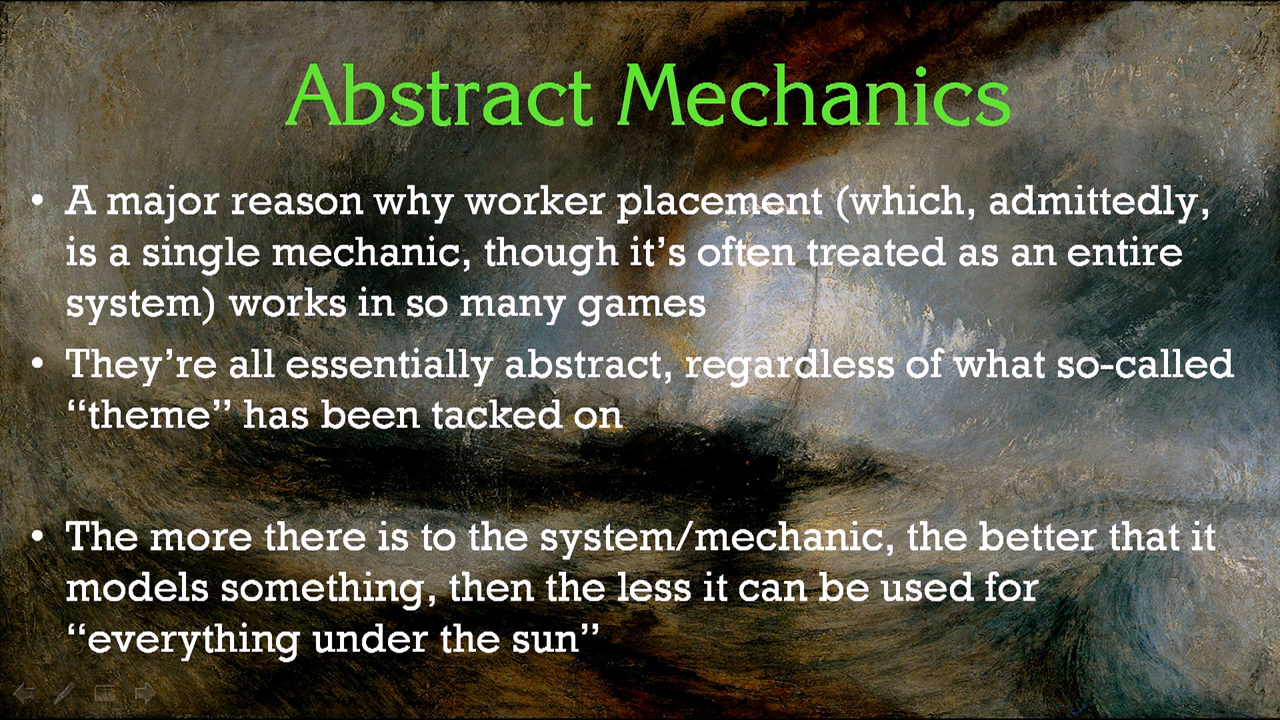 Abstract Mechanics
• A major reason why worker placement (which, admittedly,
is a single mechanic, though it’s often treated as an entire
system) works in so many games
• They’re all essentially abstract, regardless of what so-called
“theme” has been tacked on
• The more there is to the system/mechanic, the better that it
models something, then the less it can be used for
“everything under the sun”